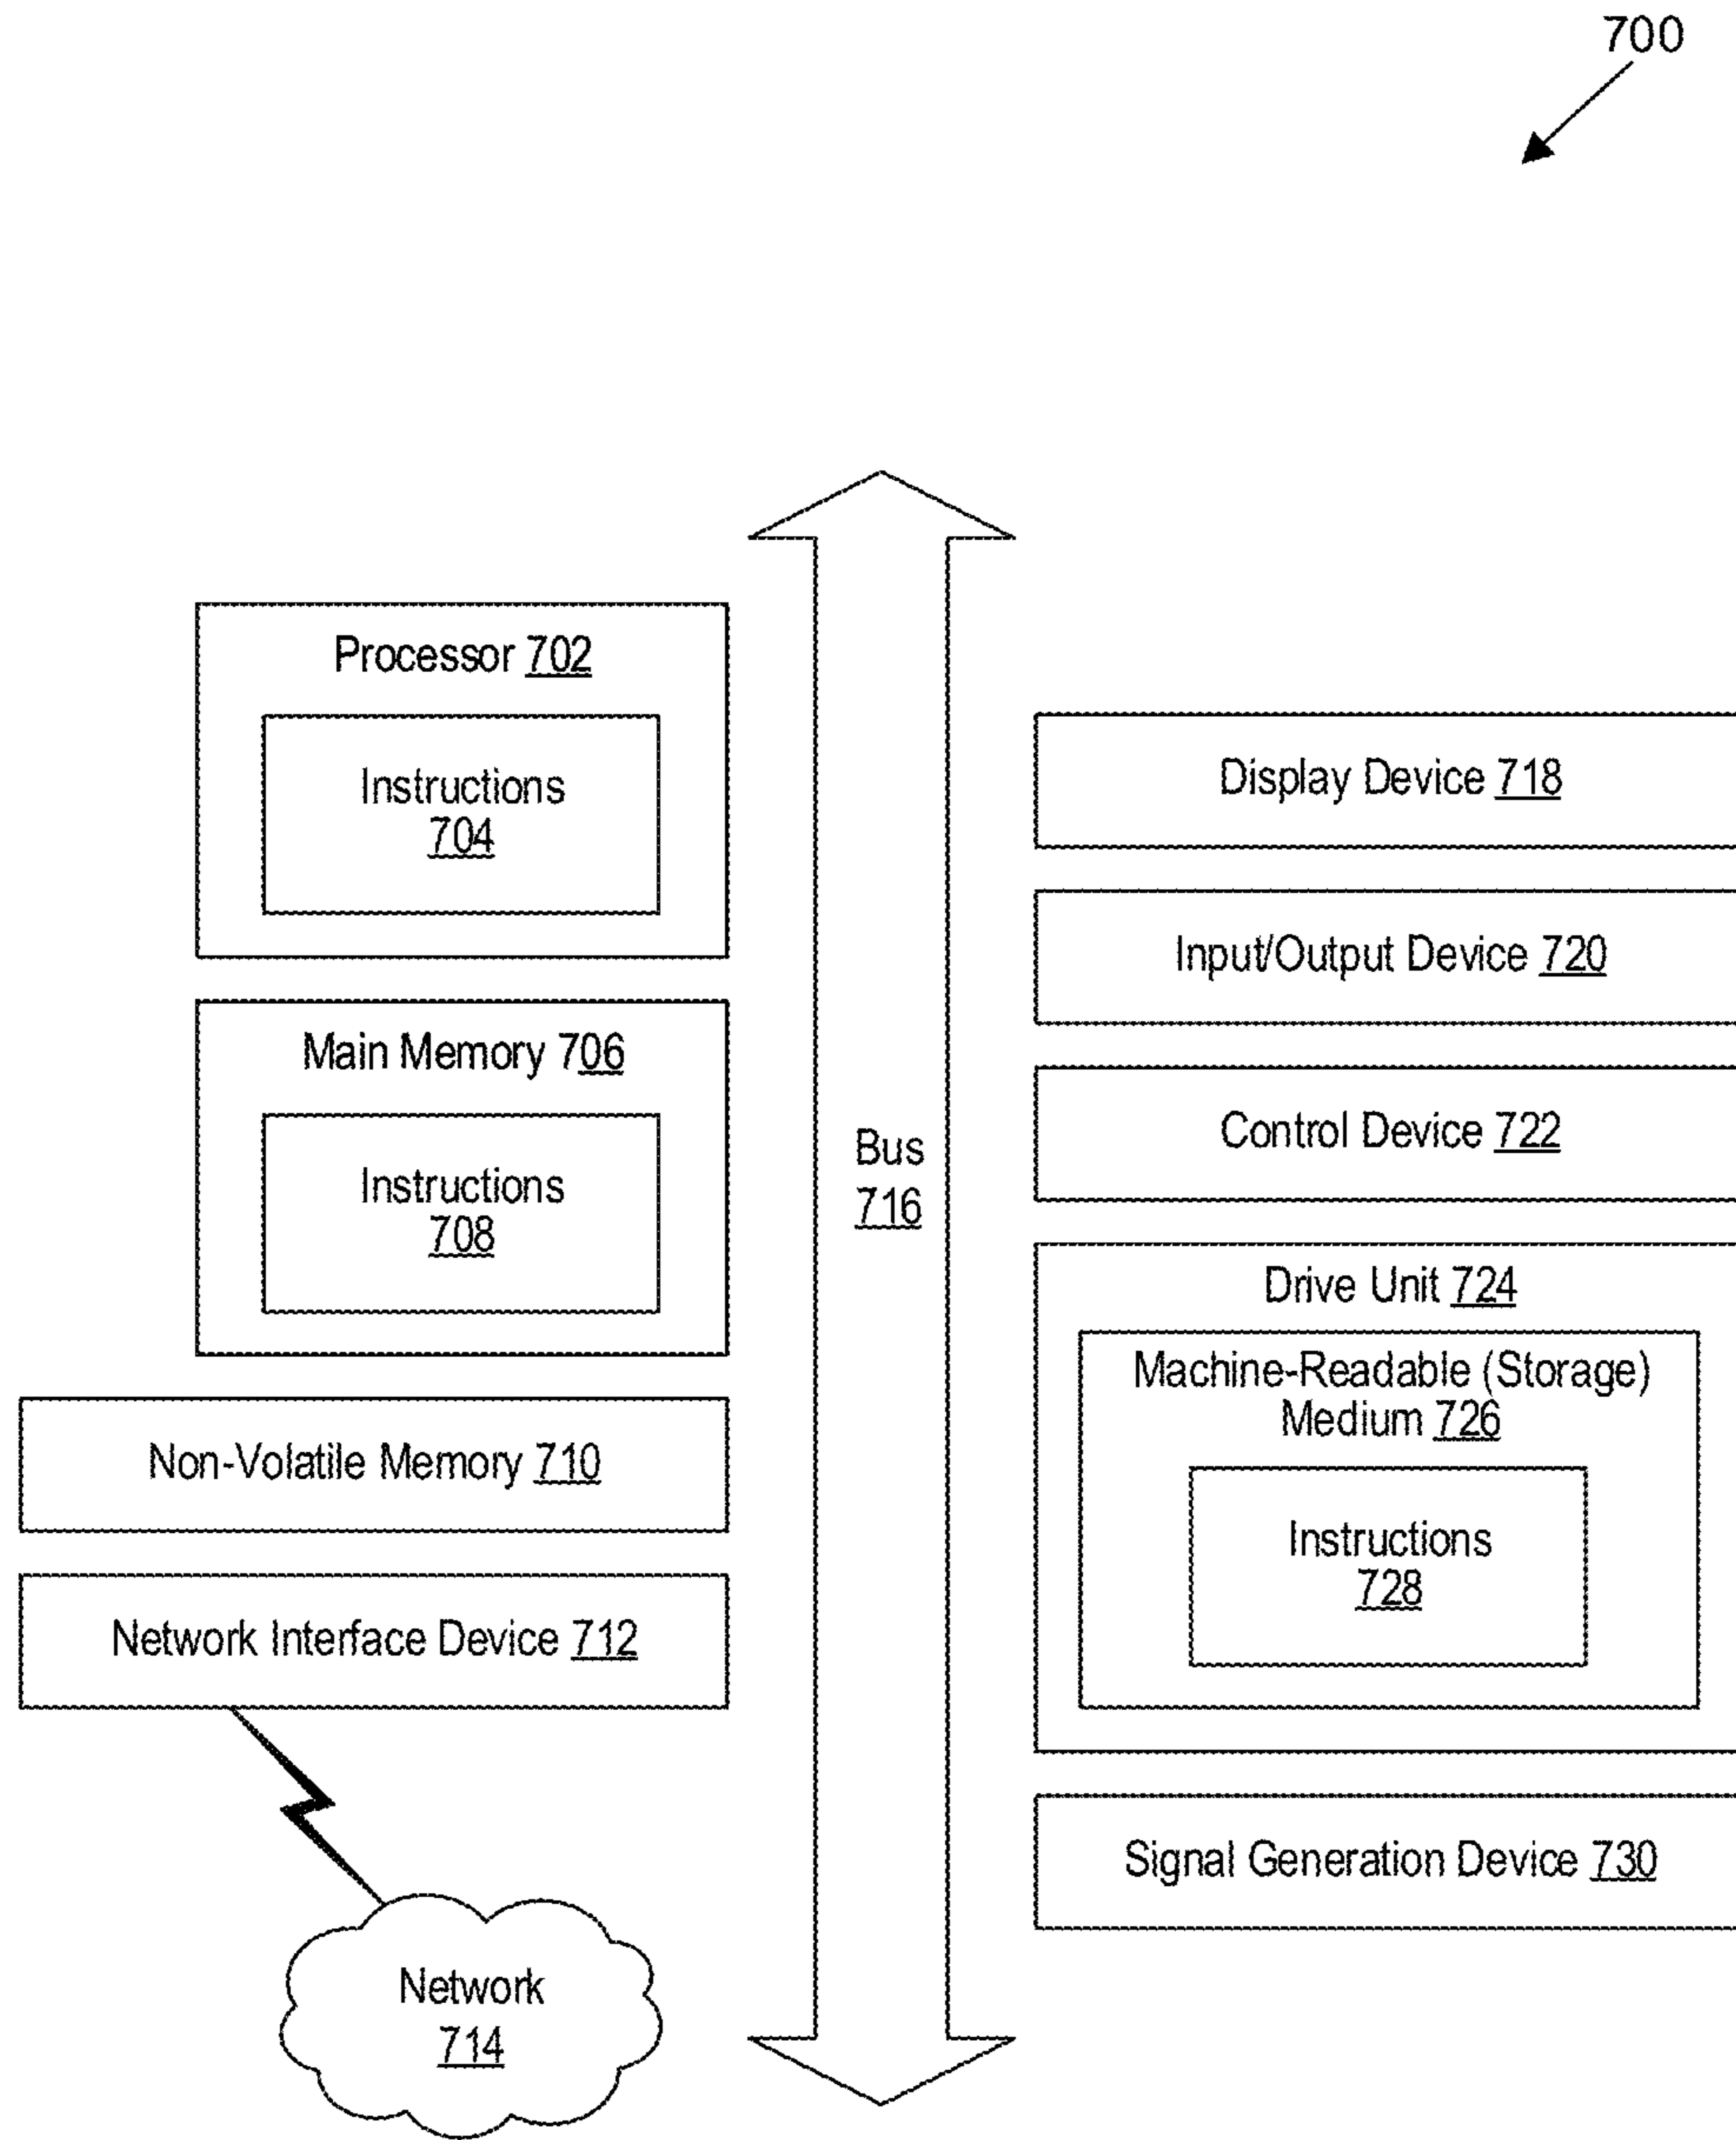 700
Processor 702
Instructions
704
Main Memory 706
Instructions
708
Non-Volatile Memory 710
Network Interface Device 712
Network
714
Bus
716
Display Device 718
Input/Output Device 720
Control Device 722
Drive Unit 724
Machine-Readable (Storage)
Medium 726
Instructions
728
Signal Generation Device 730